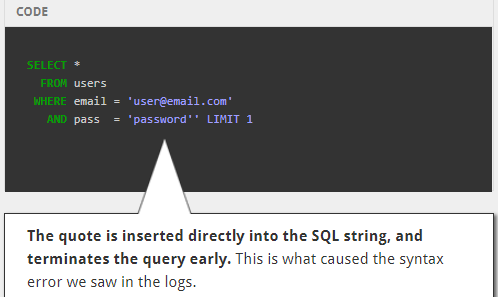 CODE
SELECT *
FROM users
WHERE email = 'user@email.com'
AND pass  = 'password'' LIMIT 1
The quote is inserted directly into the SQL string, and
terminates the query early. This is what caused the syntax
error we saw in the logs.